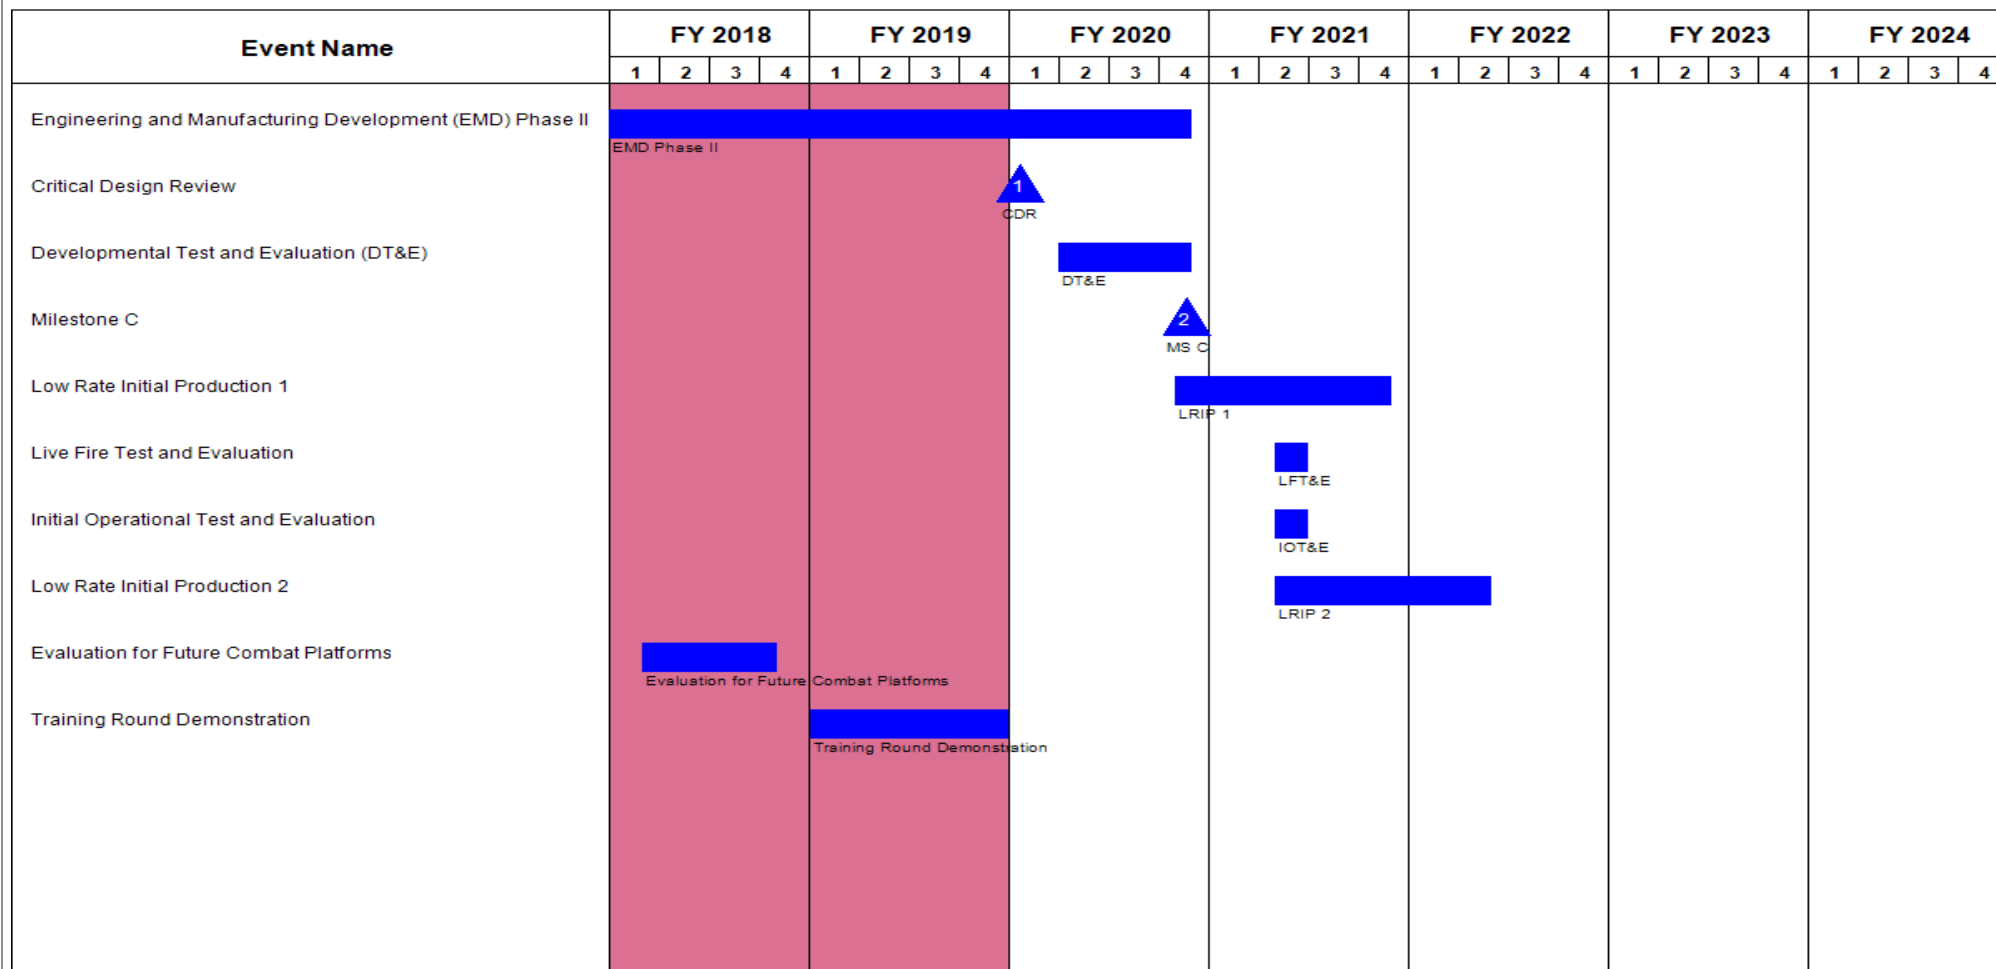 Event Name
FY 2018 FY 2019 FY 2020 FY 2021 FY 2022 FY 2023 FY 2024
1 2 3 4 1 2 3 4 1 2 3 4 1 2 3 4 1 2 3 4 1 2 3 4 1 2 3 4
Engineering and Manufacturing Development (EMD) Phase II
EMD Phase II
Critical Design Review
1
CDR
Developmental Test and Evaluation (DT&E)
DT&E
Milestone C
2
MS C
Low Rate Initial Production 1
LRIP 1
Live Fire Test and Evaluation
LFT&E
Initial Operational Test and Evaluation
IOT&E
Low Rate Initial Production 2
LRIP 2
Evaluation for Future Combat Platforms
Evaluation for Future Combat Platforms
Training Round Demonstration
Training Round Demonstration